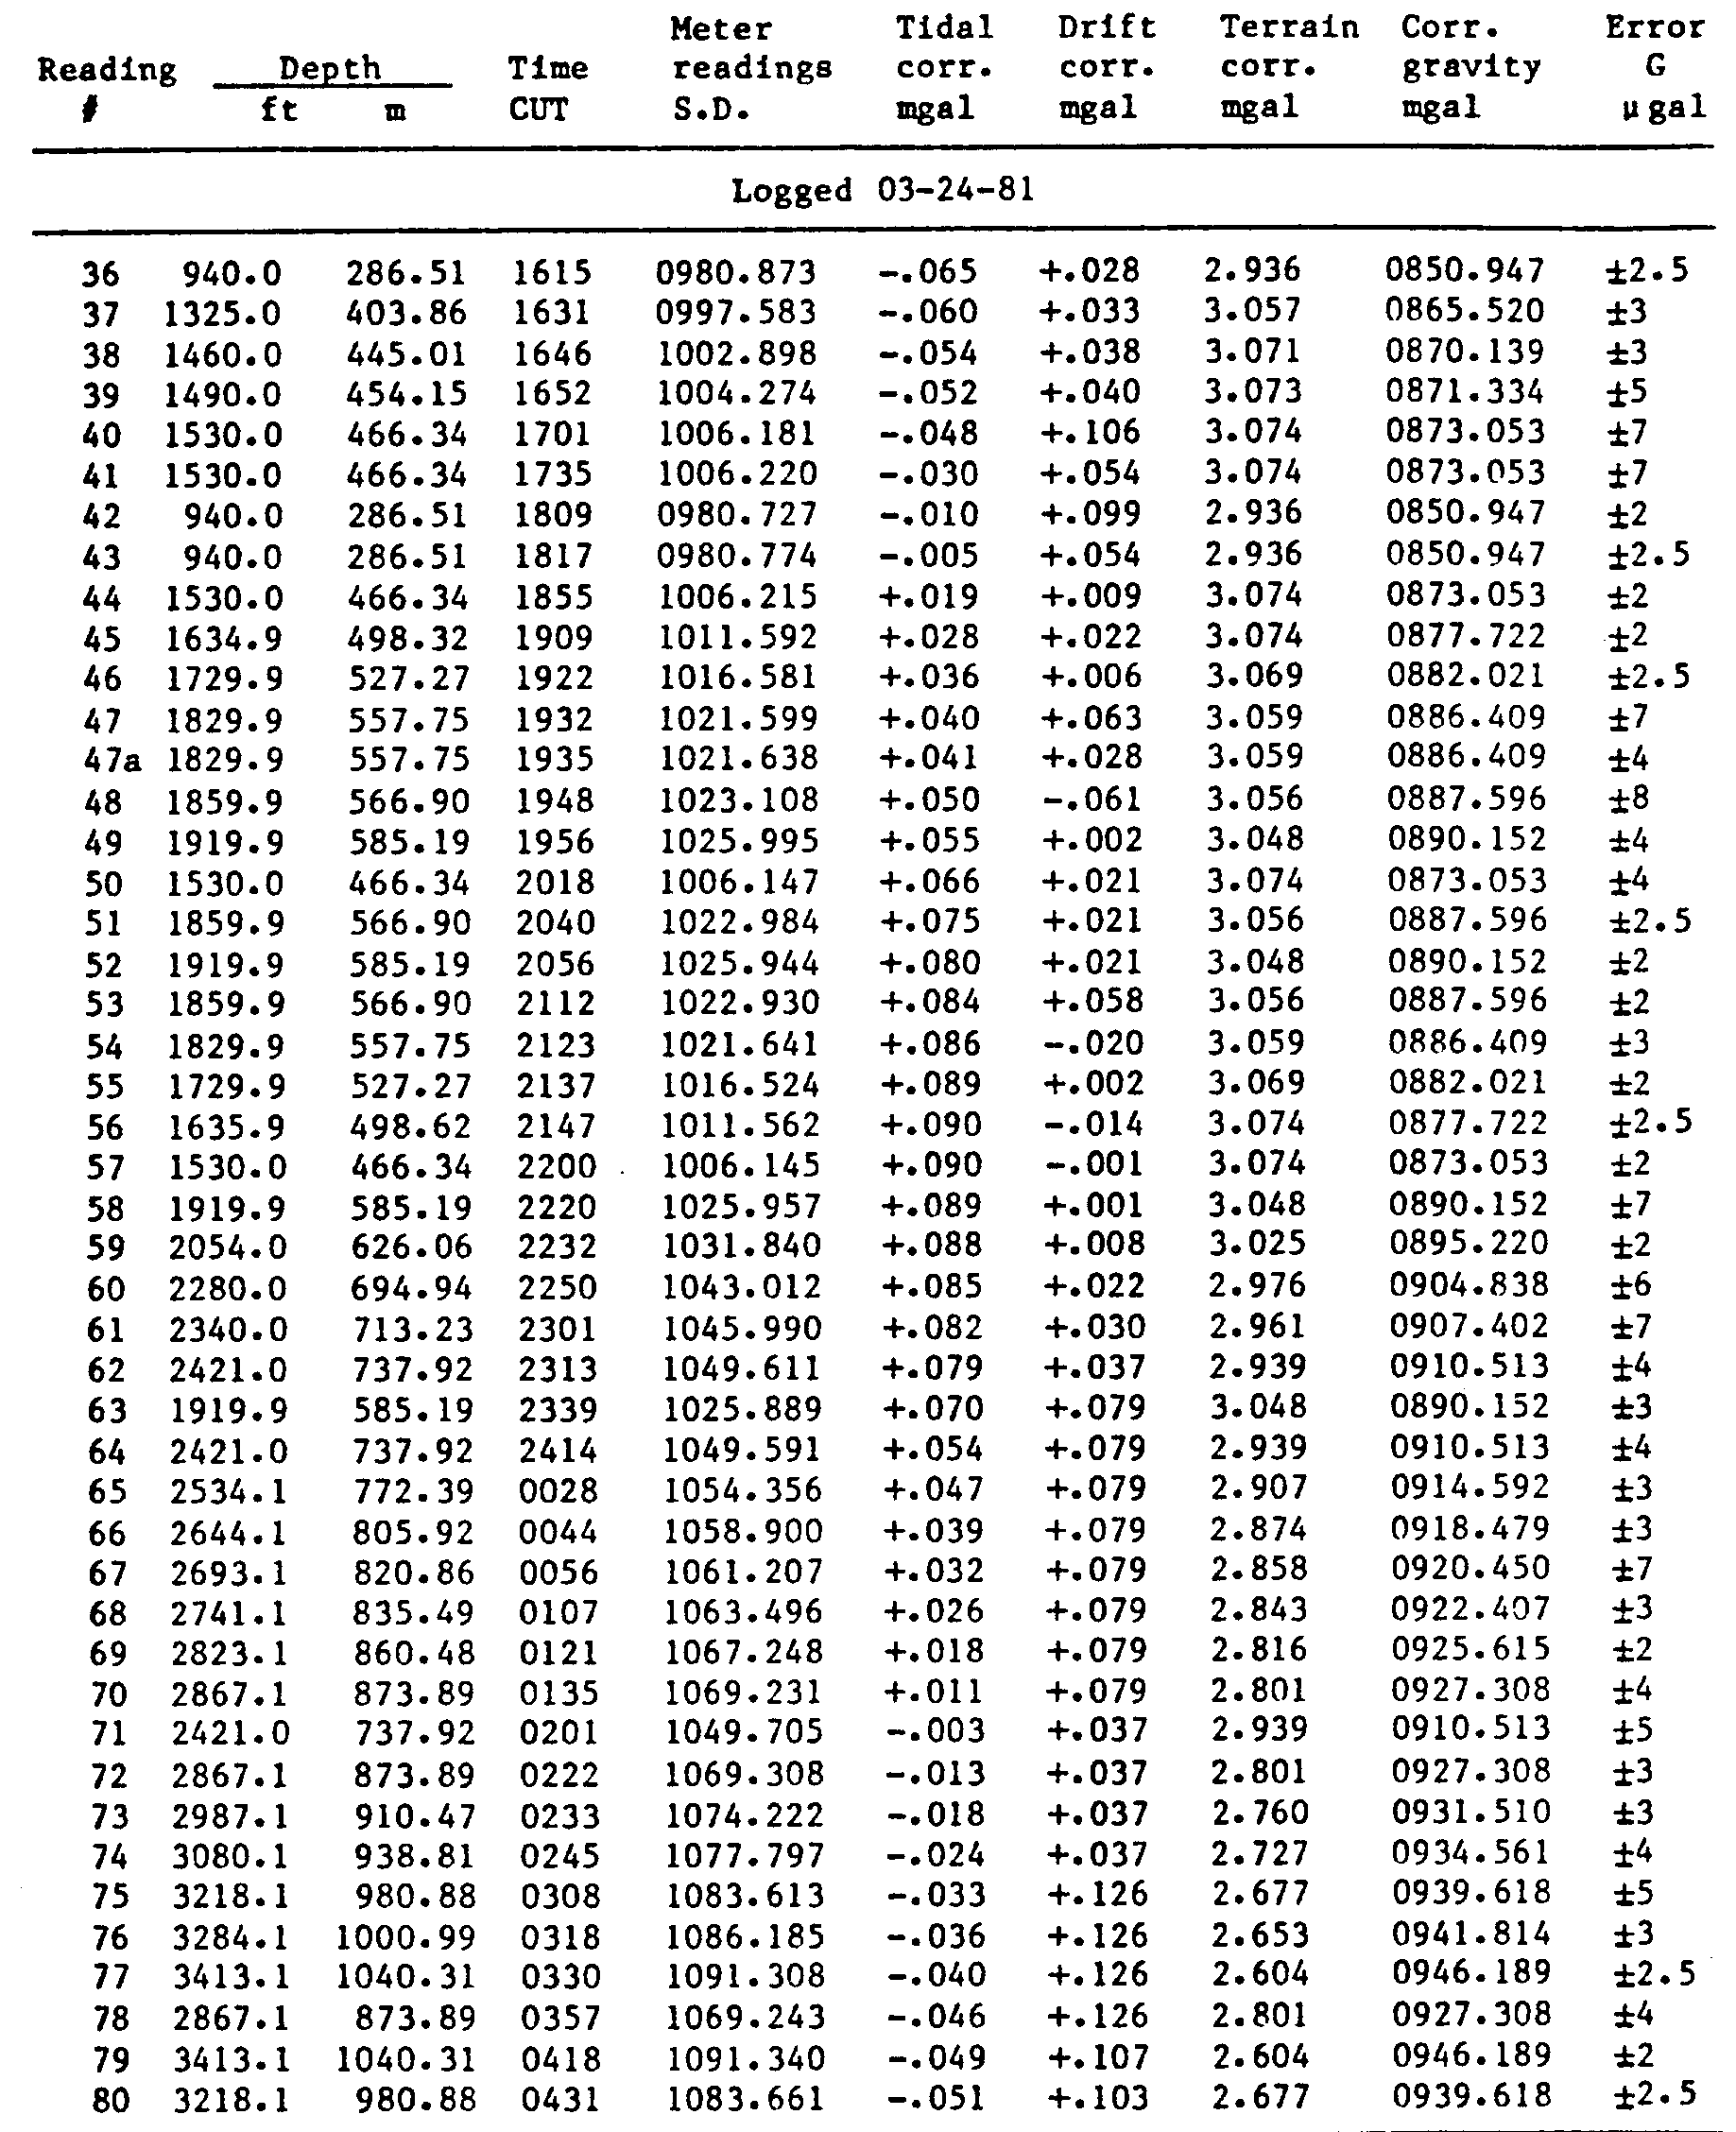 Meter Tidal Drift Terrain Corr. Error
Reading Depth Time readings corr. corr. corr. gravity G
# ft m CUT S.D. mgal mgal mgal mgal µgal
Logged 03-24-81
36 940.0 286.51 1615 0980.873 -.065 +.028 2.936 0850.947 ±2.5
37 1325.0 403.86 1631 0997.583 -.060 +.033 3.057 0865.520 ±3
38 1460.0 445.01 1646 1002.898 -.054 +.038 3.071 0870.139 ±3
39 1490.0 454.15 1652 1004.274 -.052 +.040 3.073 0871.334 ±5
40 1530.0 466.34 1701 1006.181 -.048 +.106 3.074 0873.053 ±7
41 1530.0 466.34 1735 1006.220 -.030 +.054 3.074 0873.053 ±7
42 940.0 286.51 1809 0980.727 -.010 +.099 2.936 0850.947 ±2
43 940.0 286.51 1817 0980.774 -.005 +.054 2.936 0850.947 ±2.5
44 1530.0 466.34 1855 1006.215 +.019 +.009 3.074 0873.053 ±2
45 1634.9 498.32 1909 1011.592 +.028 +.022 3.074 0877.722 ±2
46 1729.9 527.27 1922 1016.581 +.036 +.006 3.069 0882.021 ±2.5
47 1829.9 557.75 1932 1021.599 +.040 +.063 3.059 0886.409 ±7
47a 1829.9 557.75 1935 1021.638 +.041 +.028 3.059 0886.409 ±4
48 1859.9 566.90 1948 1023.108 +.050 -.061 3.056 0887.596 ±8
49 1919.9 585.19 1956 1025.995 +.055 +.002 3.048 0890.152 ±4
50 1530.0 466.34 2018 1006.147 +.066 +.021 3.074 0873.053 ±4
51 1859.9 566.90 2040 1022.984 +.075 +.021 3.056 0887.596 ±2.5
52 1919.9 585.19 2056 1025.944 +.080 +.021 3.048 0890.152 ±2
53 1859.9 566.90 2112 1022.930 +.084 +.058 3.056 0887.596 ±2
54 1829.9 557.75 2123 1021.641 +.086 -.020 3.059 0886.409 ±3
55 1729.9 527.27 2137 1016.524 +.089 +.002 3.069 0882.021 ±2
56 1635.9 498.62 2147 1011.562 +.090 -.014 3.074 0877.722 ±2.5
57 1530.0 466.34 2200 1006.145 +.090 -.001 3.074 0873.053 ±2
58 1919.9 585.19 2220 1025.957 +.089 +.001 3.048 0890.152 ±7
59 2054.0 626.06 2232 1031.840 +.088 +.008 3.025 0895.220 ±2
60 2280.0 694.94 2250 1043.012 +.085 +.022 2.976 0904.838 ±6
61 2340.0 713.23 2301 1045.990 +.082 +.030 2.961 0907.402 ±7
62 2421.0 737.92 2313 1049.611 +.079 +.037 2.939 0910.513 ±4
63 1919.9 585.19 2339 1025.889 +.070 +.079 3.048 0890.152 ±3
64 2421.0 737.92 2414 1049.591 +.054 +.079 2.939 0910.513 ±4
65 2534.1 772.39 0028 1054.356 +.047 +.079 2.907 0914.592 ±3
66 2644.1 805.92 0044 1058.900 +.039 +.079 2.874 0918.479 ±3
67 2693.1 820.86 0056 1061.207 +.032 +.079 2.858 0920.450 ±7
68 2741.1 835.49 0107 1063.496 +.026 +.079 2.843 0922.407 ±3
69 2823.1 860.48 0121 1067.248 +.018 +.079 2.816 0925.615 ±2
70 2867.1 873.89 0135 1069.231 +.011 +.079 2.801 0927.308 ±4
71 2421.0 737.92 0201 1049.705 -.003 +.037 2.939 0910.513 ±5
72 2867.1 873.89 0222 1069.308 -.013 +.037 2.801 0927.308 ±3
73 2987.1 910.47 0233 1074.222 -.018 +.037 2.760 0931.510 ±3
74 3080.1 938.81 0245 1077.797 -.024 +.037 2.727 0934.561 ±4
75 3218.1 980.88 0308 1083.613 -.033 +.126 2.677 0939.618 ±5
76 3284.1 1000.99 0318 1086.185 -.036 +.126 2.653 0941.814 ±3
77 3413.1 1040.31 0330 1091.308 -.040 +.126 2.604 0946.189 ±2.5
78 2867.1 873.89 0357 1069.243 -.046 +.126 2.801 0927.308 ±4
79 3413.1 1040.31 0418 1091.340 -.049 +.107 2.604 0946.189 ±2
80 3218.1 980.88 0431 1083.661 -.051 +.103 2.677 0939.618 ±2.5